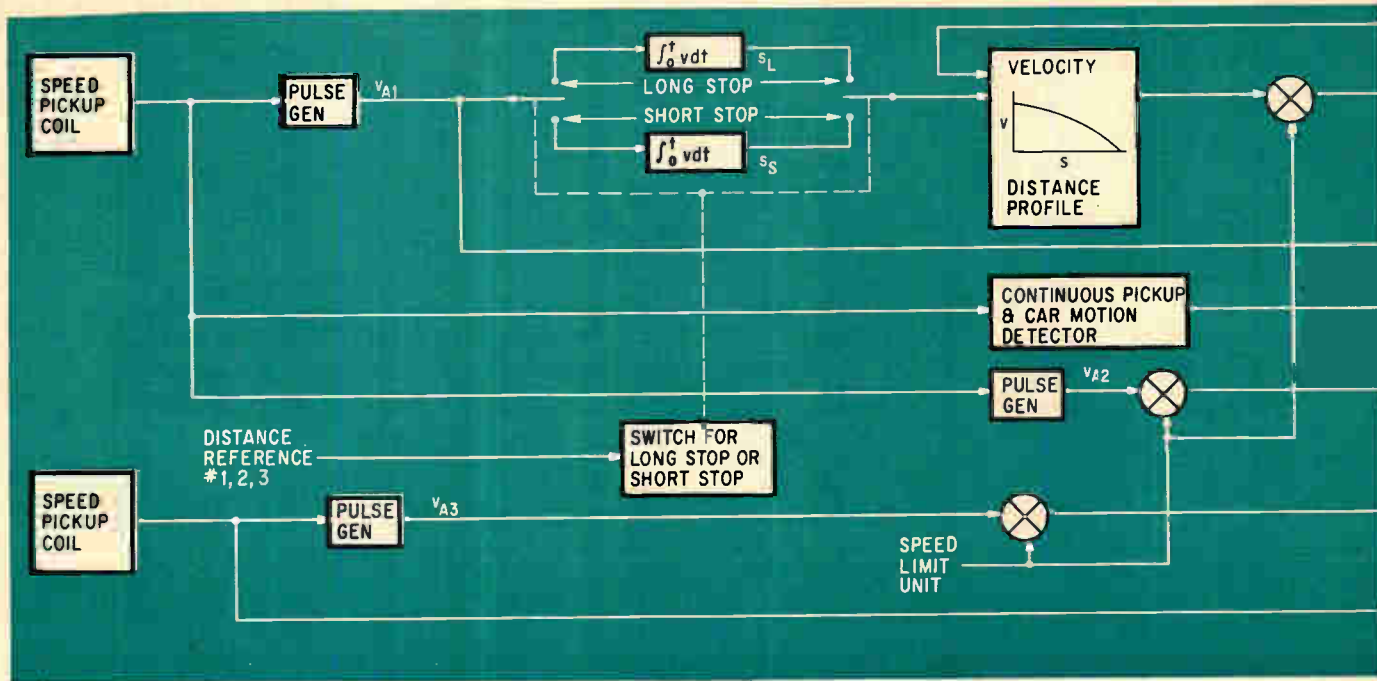 SPEED
PICKUP
COIL
PULSE
GEN
VA1
∫₀ᵗ vdt
SL
LONG STOP
SHORT STOP
∫₀ᵗ vdt
SS
VELOCITY
V
S
DISTANCE
PROFILE
CONTINUOUS PICKUP
& CAR MOTION
DETECTOR
PULSE
GEN
VA2
DISTANCE
REFERENCE
#1,2,3
SWITCH FOR
LONG STOP OR
SHORT STOP
SPEED
PICKUP
COIL
PULSE
GEN
VA3
SPEED
LIMIT
UNIT